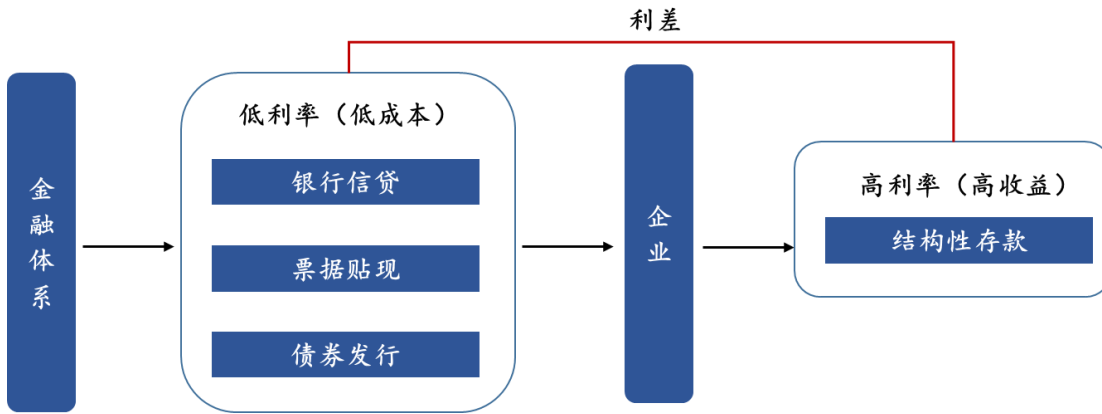 利差
低利率（低成本）
银行信贷
票据贴现
债券发行
金融体系
企业
高利率（高收益）
结构性存款